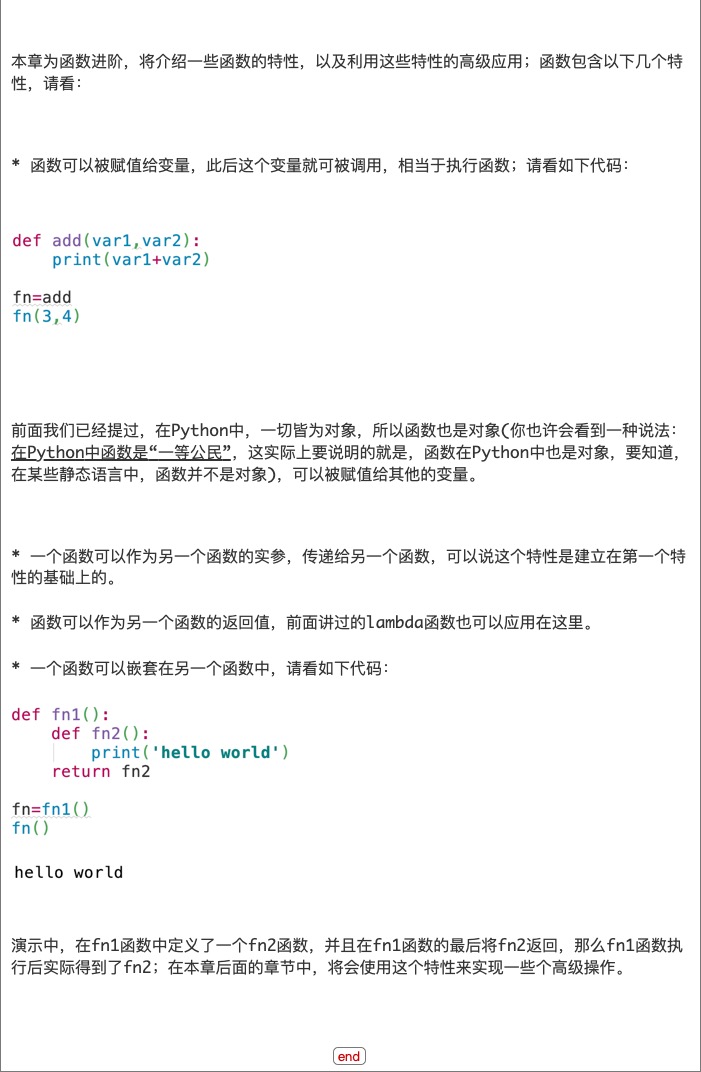 本章为函数进阶，将介绍一些函数的特性，以及利用这些特性的高级应用；函数包含以下几个特
性，请看：
* 函数可以被赋值给变量，此后这个变量就可被调用，相当于执行函数；请看如下代码：
def add(var1,var2):
    print(var1+var2)
fn=add
fn(3,4)
前面我们已经提过，在Python中，一切皆为对象，所以函数也是对象(你也许会看到一种说法：
在Python中函数是“一等公民”，这实际上要说明的就是，函数在Python中也是对象，要知道，
在某些静态语言中，函数并不是对象)，可以被赋值给其他的变量。
* 一个函数可以作为另一个函数的实参，传递给另一个函数，可以说这个特性是建立在第一个特
性的基础上的。
* 函数可以作为另一个函数的返回值，前面讲过的lambda函数也可以应用在这里。
* 一个函数可以嵌套在另一个函数中，请看如下代码：
def fn1():
    def fn2():
        print('hello world')
    return fn2
fn=fn1()
fn()
hello world
演示中，在fn1函数中定义了一个fn2函数，并且在fn1函数的最后将fn2返回，那么fn1函数执
行后实际得到了fn2；在本章后面的章节中，将会使用这个特性来实现一些个高级操作。
end